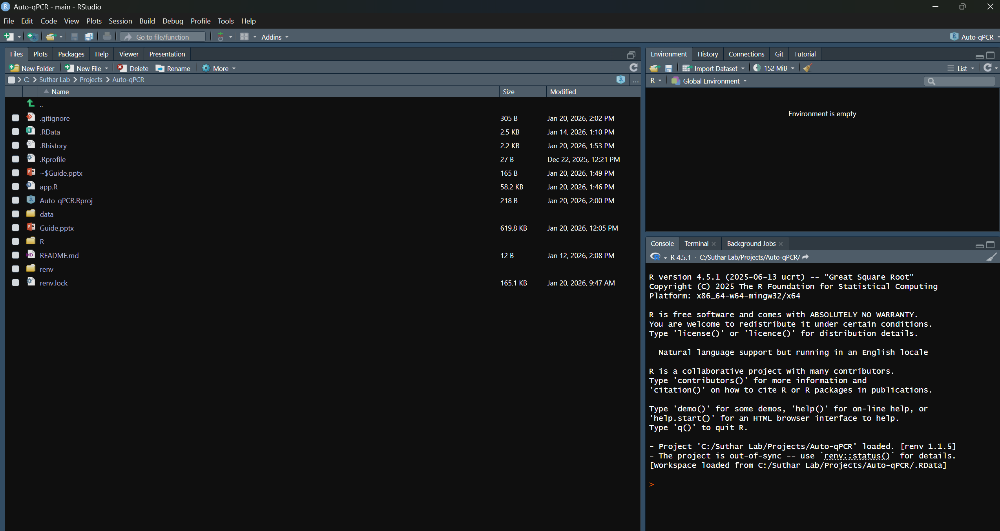 Auto-qPCR - main - RStudio
File Edit Code View Plots Session Build Debug Profile Tools Help
Go to file/function Addins Auto-qPCR
Files Plots Packages Help Viewer Presentation
New Folder New File Delete Rename More
C: Suthar Lab Projects Auto-qPCR ...
Name Size Modified
..
.gitignore 305 B Jan 20, 2026, 2:02 PM
.RData 2.5 KB Jan 14, 2026, 1:10 PM
.Rhistory 2.2 KB Jan 20, 2026, 1:53 PM
.Rprofile 27 B Dec 22, 2025, 12:21 PM
~$Guide.pptx 165 B Jan 20, 2026, 1:49 PM
app.R 58.2 KB Jan 20, 2026, 1:46 PM
Auto-qPCR.Rproj 218 B Jan 20, 2026, 2:00 PM
data
Guide.pptx 619.8 KB Jan 20, 2026, 12:05 PM
R
README.md 12 B Jan 12, 2026, 2:08 PM
renv
renv.lock 165.1 KB Jan 20, 2026, 9:47 AM
Environment History Connections Git Tutorial
Import Dataset 152 MiB List
R Global Environment
Environment is empty
Console Terminal Background Jobs
R 4.5.1 · C:/Suthar Lab/Projects/Auto-qPCR/
R version 4.5.1 (2025-06-13 ucrt) -- "Great Square Root"
Copyright (C) 2025 The R Foundation for Statistical Computing
Platform: x86_64-w64-mingw32/x64
R is free software and comes with ABSOLUTELY NO WARRANTY.
You are welcome to redistribute it under certain conditions.
Type 'license()' or 'licence()' for distribution details.
Natural language support but running in an English locale
R is a collaborative project with many contributors.
Type 'contributors()' for more information and
'citation()' on how to cite R or R packages in publications.
Type 'demo()' for some demos, 'help()' for on-line help, or
'help.start()' for an HTML browser interface to help.
Type 'q()' to quit R.
- Project 'C:/Suthar Lab/Projects/Auto-qPCR' loaded. [renv 1.1.5]
- The project is out-of-sync -- use `renv::status()` for details.
[Workspace loaded from C:/Suthar Lab/Projects/Auto-qPCR/.RData]
>